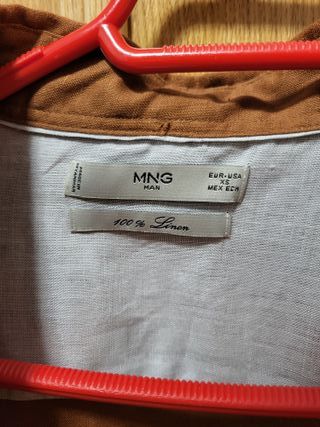 MNG
MAN
EUR-USA
XS
MEX ECH
100% Linen